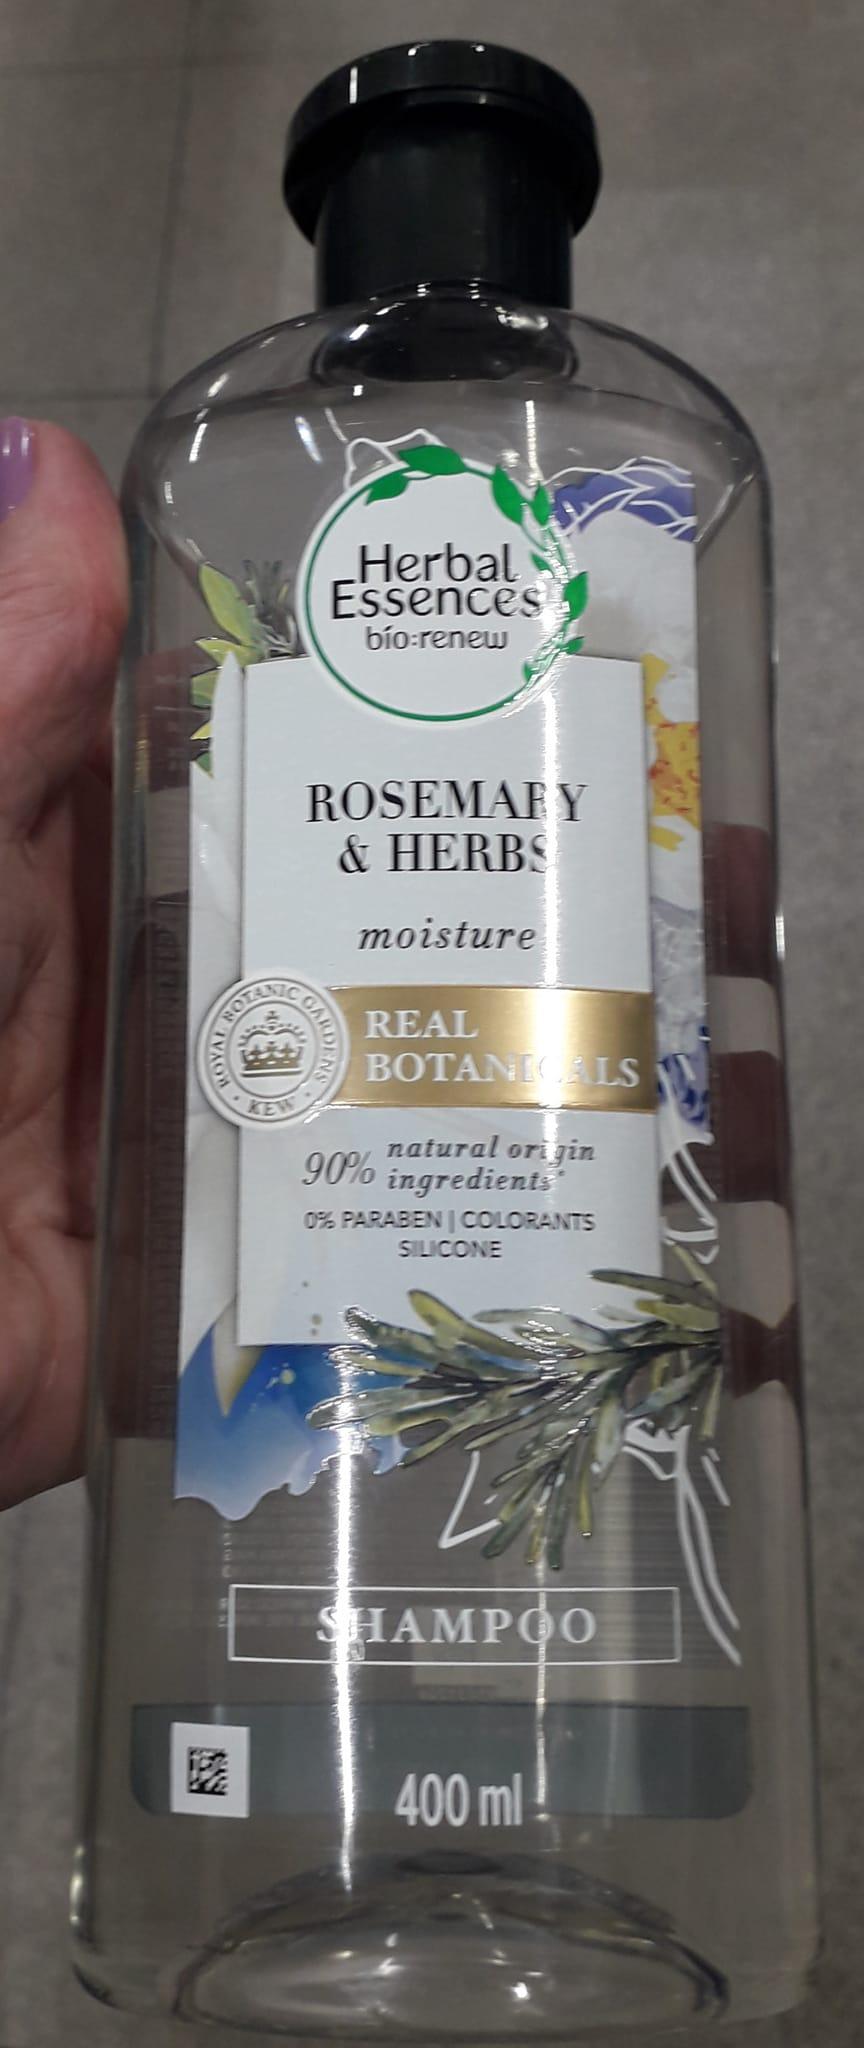 Herbal
Essences
bio:renew
ROSEMARY
& HERBS
moisture
REAL
BOTANICALS
ROYAL BOTANIC GARDENS
• KEW •
90% natural origin
ingredients*
0% PARABEN | COLORANTS
SILICONE
SHAMPOO
400 ml